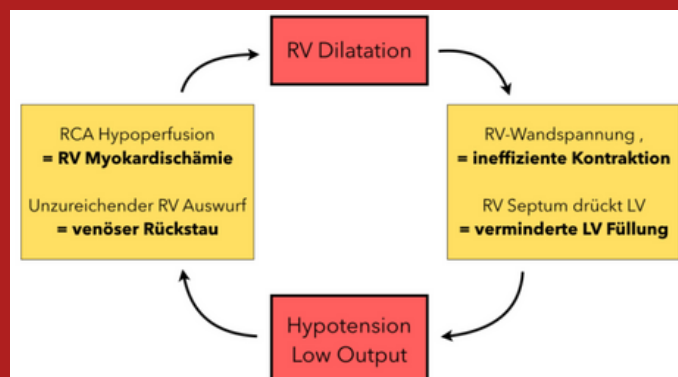 RV Dilatation
RCA Hypoperfusion
= RV Myokardischämie
Unzureichender RV Auswurf
= venöser Rückstau
RV-Wandspannung ,
= ineffiziente Kontraktion
RV Septum drückt LV
= verminderte LV Füllung
Hypotension
Low Output